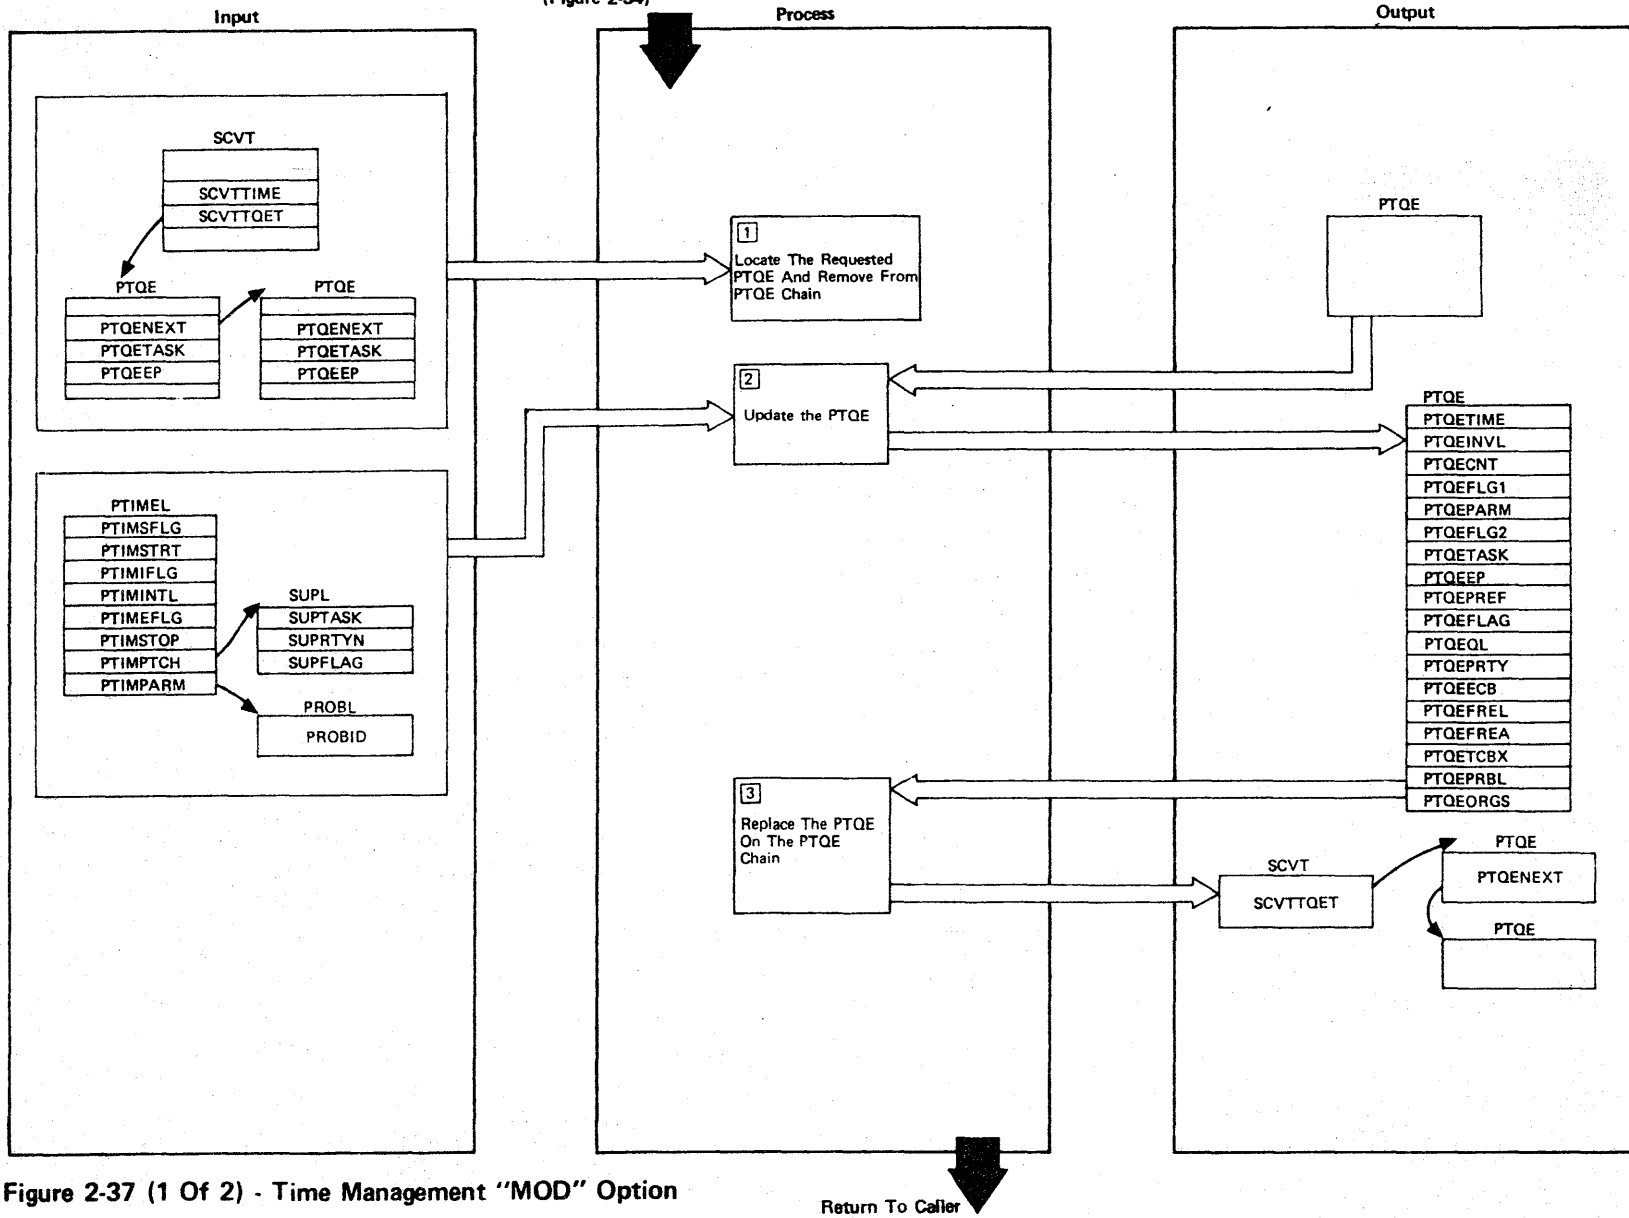 (Figure 2-34)
Input
Process
Output
SCVT
SCVTTIME
SCVTTQET
PTQE
PTQENEXT
PTQETASK
PTQEEP
PTQE
PTQENEXT
PTQETASK
PTQEEP
PTIMEL
PTIMSFLG
PTIMSTRT
PTIMIFLG
PTIMINTL
PTIMEFLG
PTIMSTOP
PTIMPTCH
PTIMPARM
SUPL
SUPTASK
SUPRTYN
SUPFLAG
PROBL
PROBID
1
Locate The Requested
PTQE And Remove From
PTQE Chain
2
Update the PTQE
3
Replace The PTQE
On The PTQE
Chain
PTQE
PTQE
PTQETIME
PTQEINVL
PTQECNT
PTQEFLG1
PTQEPARM
PTQEFLG2
PTQETASK
PTQEEP
PTQEPREF
PTQEFLAG
PTQEQL
PTQEPRTY
PTQEECB
PTQEFREL
PTQEFREA
PTQETCBX
PTQEPRBL
PTQEORGS
SCVT
SCVTTQET
PTQE
PTQENEXT
PTQE
Figure 2-37 (1 Of 2) - Time Management "MOD" Option
Return To Caller